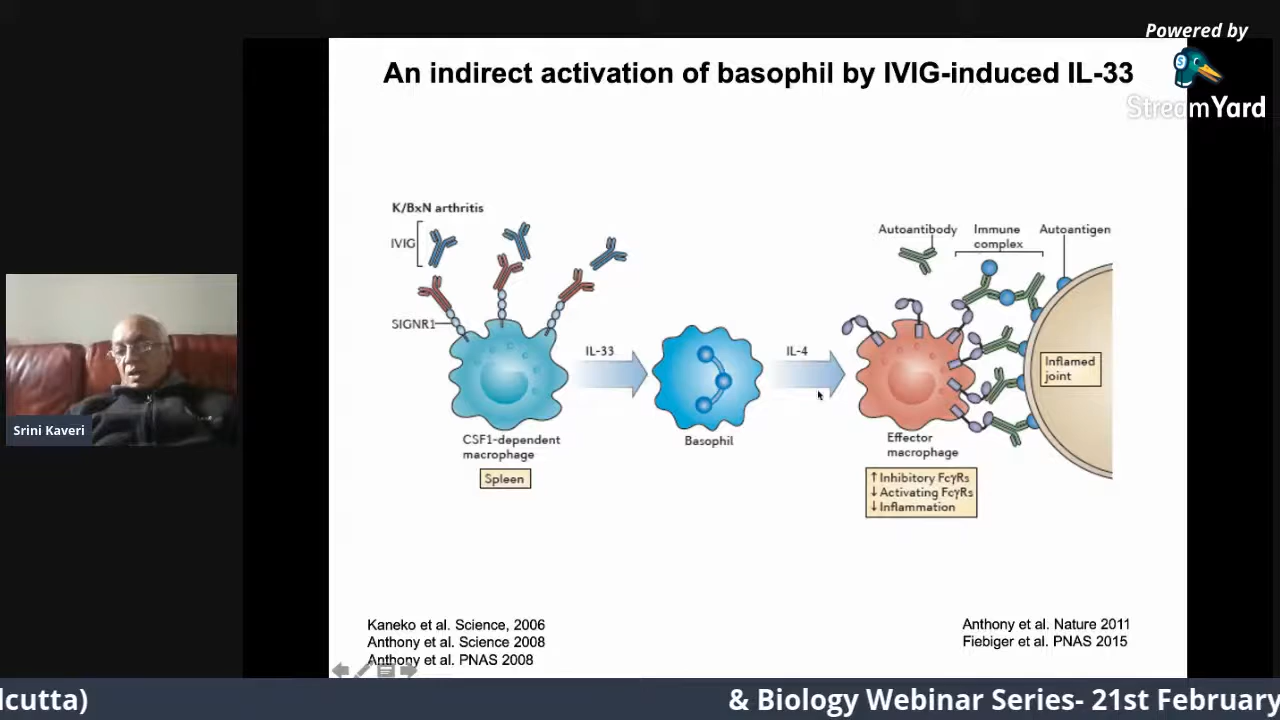 Powered by
StreamYard
An indirect activation of basophil by IVIG-induced IL-33
K/BxN arthritis
IVIG
SIGNR1
IL-33
CSF1-dependent
macrophage
Spleen
Basophil
IL-4
Autoantibody
Immune
complex
Autoantigen
Inflamed
joint
Effector
macrophage
↑ Inhibitory FcγRs
↓ Activating FcγRs
↓ Inflammation
Srini Kaveri
Kaneko et al. Science, 2006
Anthony et al. Science 2008
Anthony et al. PNAS 2008
Anthony et al. Nature 2011
Fiebiger et al. PNAS 2015
lcutta) & Biology Webinar Series- 21st February